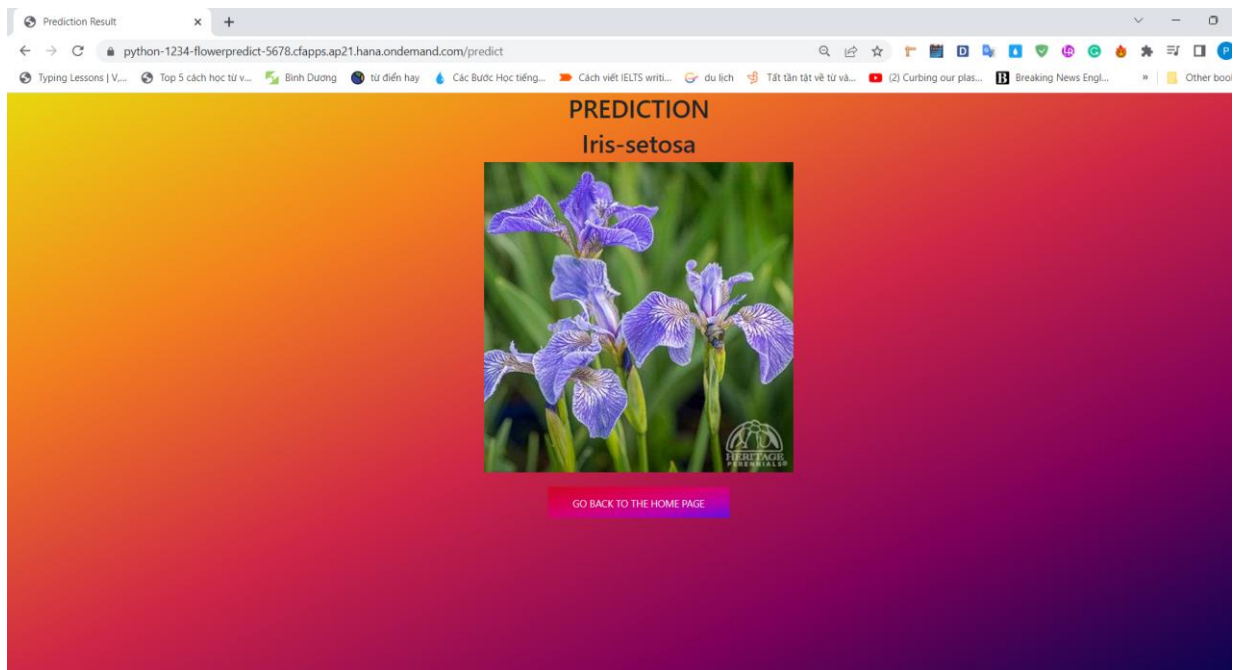 Prediction Result
python-1234-flowerpredict-5678.cfapps.ap21.hana.ondemand.com/predict
Typing Lessons | V,... Top 5 cách học từ v... Bình Dương từ điển hay Các Bước Học tiếng... Cách viết IELTS writi... du lịch Tất tần tật về từ và... (2) Curbing our plas... Breaking News Engl... » Other boo
PREDICTION
Iris-setosa
HERITAGE
PERENNIALS®
GO BACK TO THE HOME PAGE